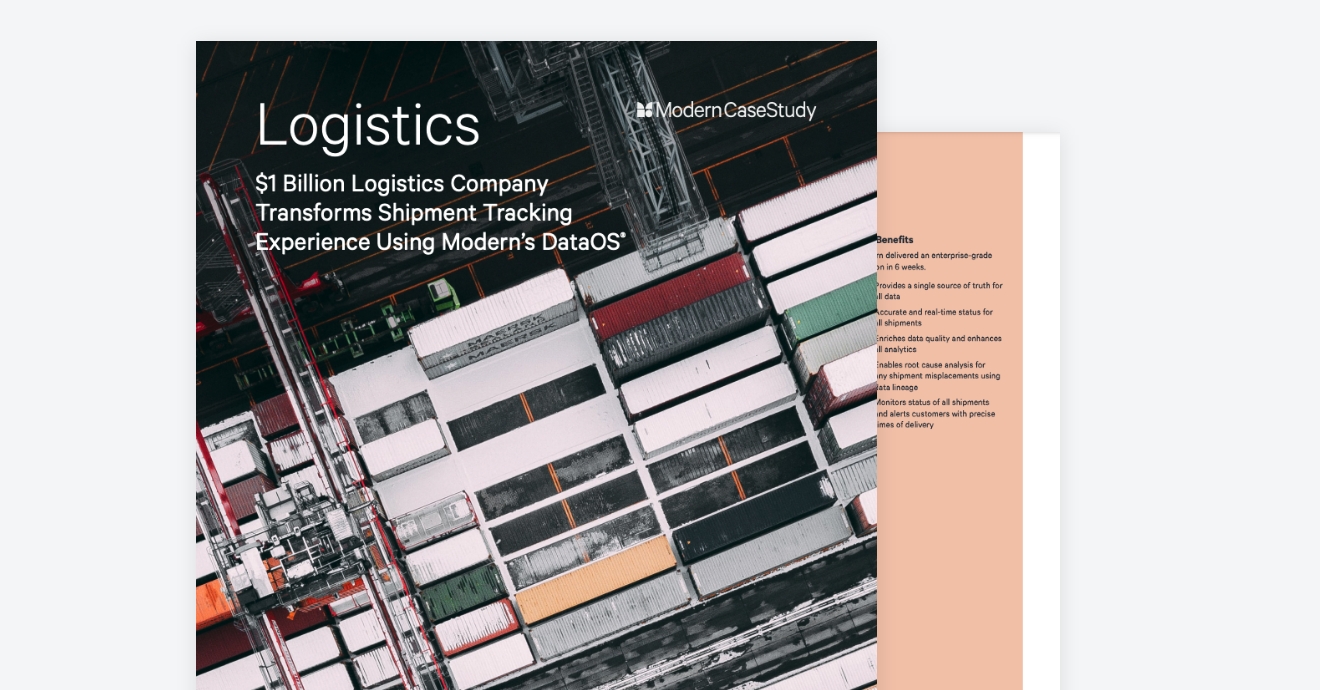 Logistics
ModernCaseStudy
$1 Billion Logistics Company
Transforms Shipment Tracking
Experience Using Modern’s DataOS®
MAERSK
MAERSK
Benefits
rn delivered an enterprise-grade
on in 6 weeks.
Provides a single source of truth for
all data
Accurate and real-time status for
all shipments
Enriches data quality and enhances
all analytics
Enables root cause analysis for
any shipment misplacements using
data lineage
Monitors status of all shipments
and alerts customers with precise
times of delivery